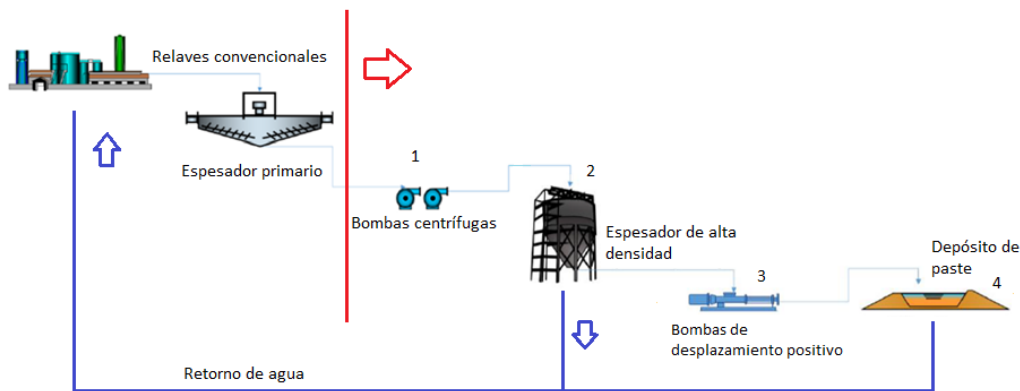 Relaves convencionales
Espesador primario
1
Bombas centrífugas
2
Espesador de alta
densidad
3
Bombas de
desplazamiento positivo
Depósito de
paste
4
Retorno de agua